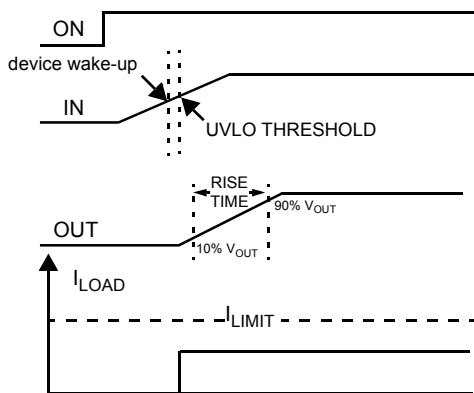 ON
device wake-up
IN
UVLO THRESHOLD
RISE
TIME
90% VOUT
OUT
10% VOUT
ILOAD
ILIMIT